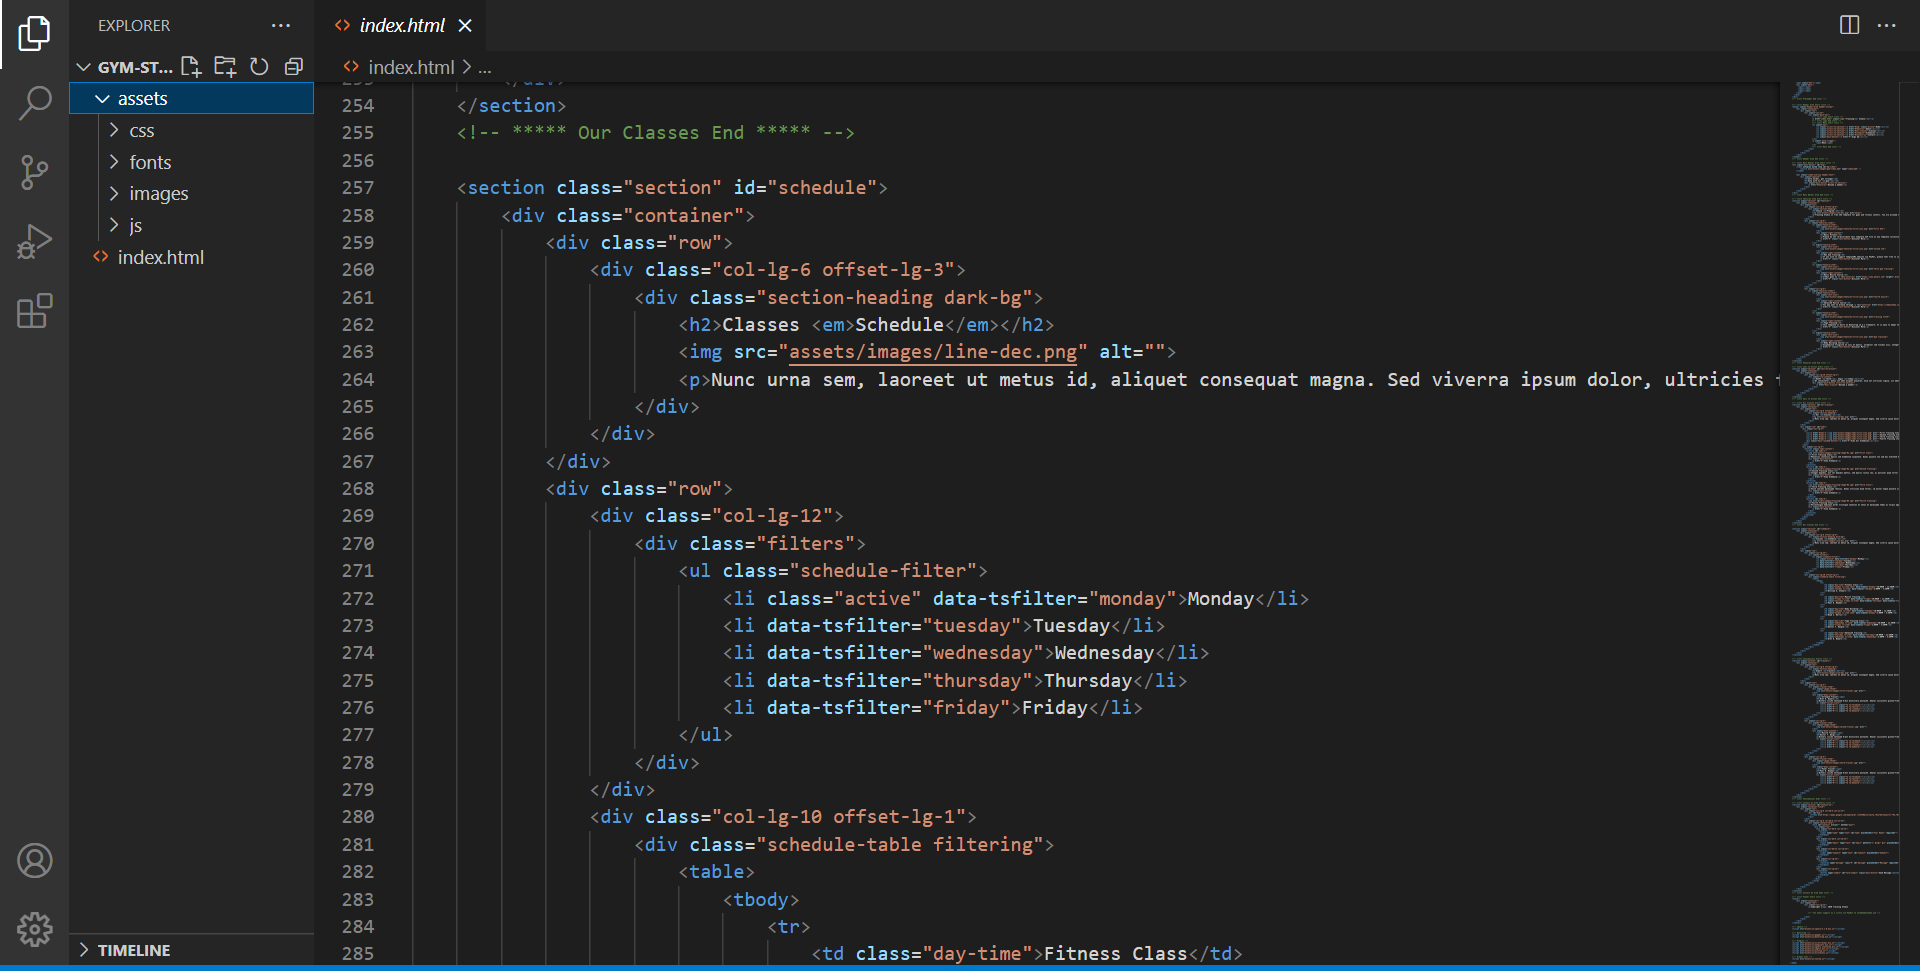 EXPLORER
GYM-ST...
assets
css
fonts
images
js
index.html
TIMELINE
index.html
index.html > ...
254 </section>
255 <!-- ***** Our Classes End ***** -->
256
257 <section class="section" id="schedule">
258 <div class="container">
259 <div class="row">
260 <div class="col-lg-6 offset-lg-3">
261 <div class="section-heading dark-bg">
262 <h2>Classes <em>Schedule</em></h2>
263 <img src="assets/images/line-dec.png" alt="">
264 <p>Nunc urna sem, laoreet ut metus id, aliquet consequat magna. Sed viverra ipsum dolor, ultricies
265 </div>
266 </div>
267 </div>
268 <div class="row">
269 <div class="col-lg-12">
270 <div class="filters">
271 <ul class="schedule-filter">
272 <li class="active" data-tsfilter="monday">Monday</li>
273 <li data-tsfilter="tuesday">Tuesday</li>
274 <li data-tsfilter="wednesday">Wednesday</li>
275 <li data-tsfilter="thursday">Thursday</li>
276 <li data-tsfilter="friday">Friday</li>
277 </ul>
278 </div>
279 </div>
280 <div class="col-lg-10 offset-lg-1">
281 <div class="schedule-table filtering">
282 <table>
283 <tbody>
284 <tr>
285 <td class="day-time">Fitness Class</td>